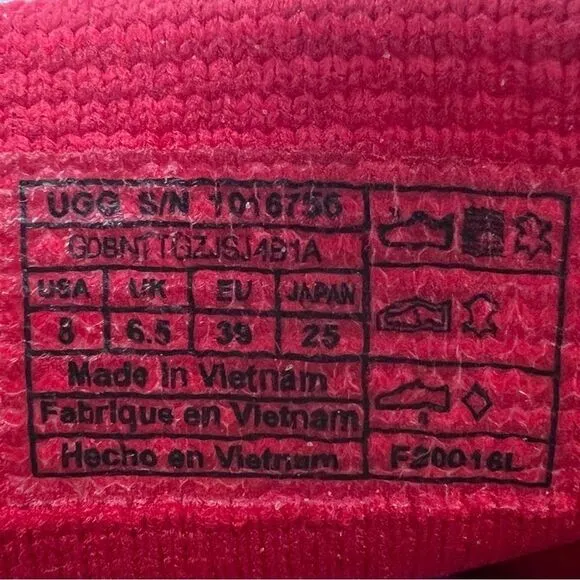 UGG S/N 1016756
GDBNTTGZJSJ4B1A
USA UK EU JAPAN
8 6.5 39 25
Made in Vietnam
Fabrique en Vietnam
Hecho en Vietnam
F20016L